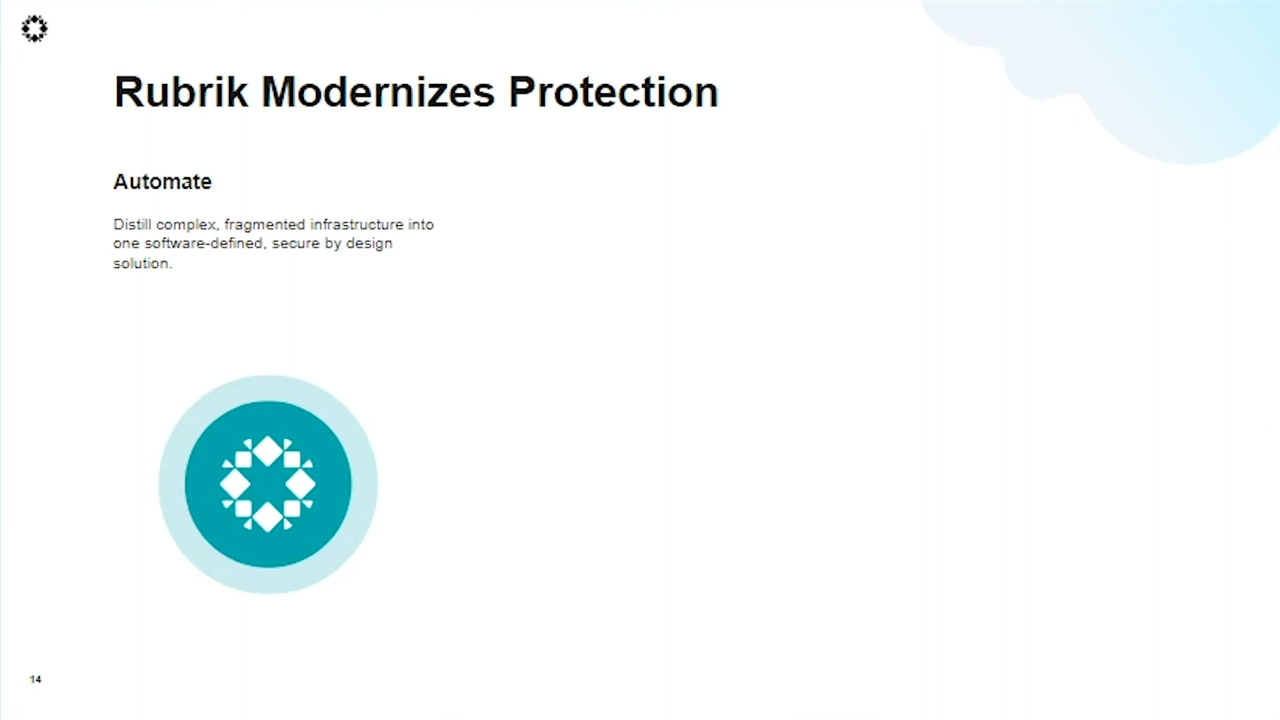 Rubrik Modernizes Protection
Automate
Distill complex, fragmented infrastructure into
one software-defined, secure by design
solution.
14